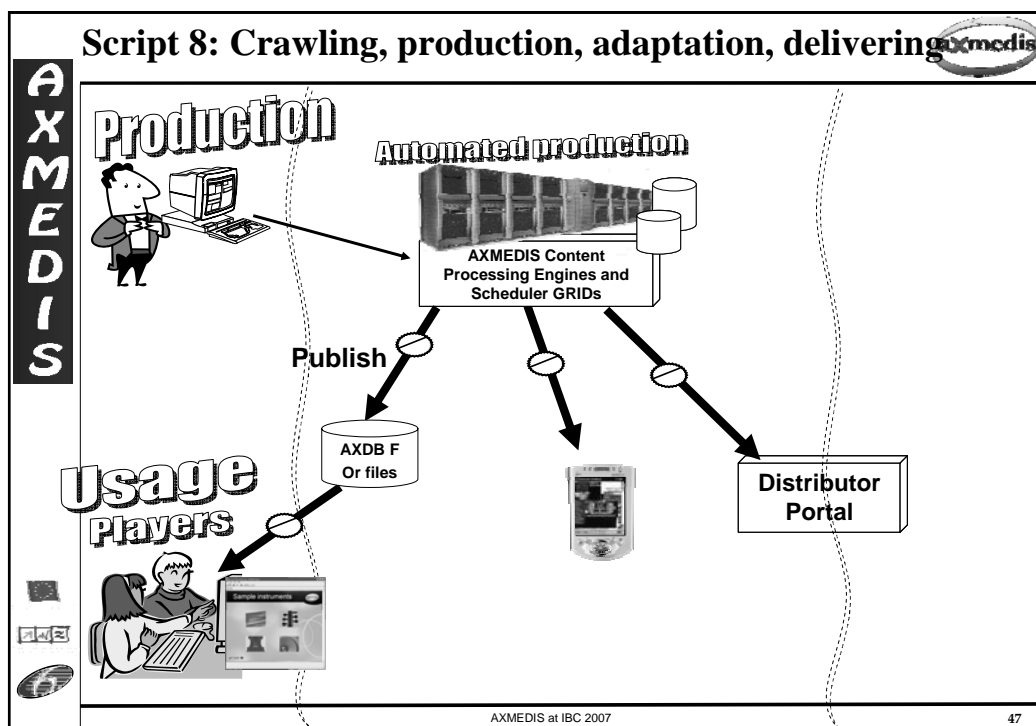 Script 8: Crawling, production, adaptation, delivering
axmedis
AXMEDIS
Production
Automated production
AXMEDIS Content
Processing Engines and
Scheduler GRIDs
Publish
AXDB F
Or files
Usage
Players
Sample instruments
Distributor
Portal
AXMEDIS at IBC 2007
47